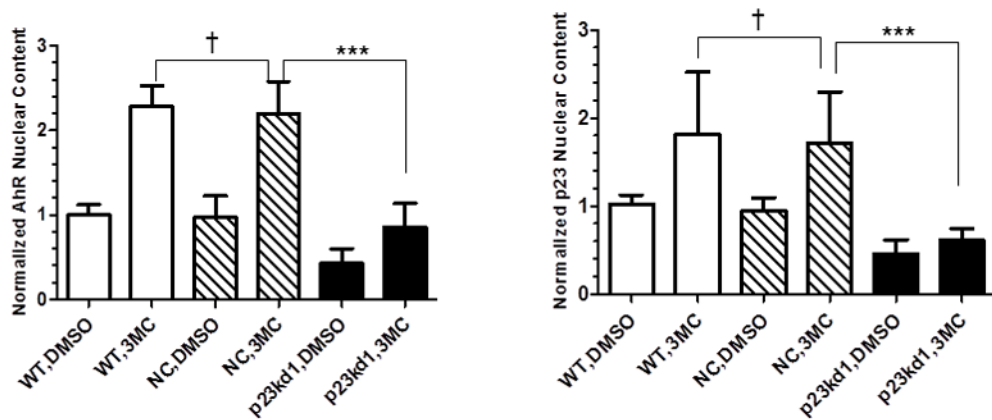 Normalized AhR Nuclear Content
3
2
1
0
†
***
WT,DMSO
WT,3MC
NC,DMSO
NC,3MC
p23kd1,DMSO
p23kd1,3MC
Normalized p23 Nuclear Content
3
2
1
0
†
***
WT,DMSO
WT,3MC
NC,DMSO
NC,3MC
p23kd1,DMSO
p23kd1,3MC